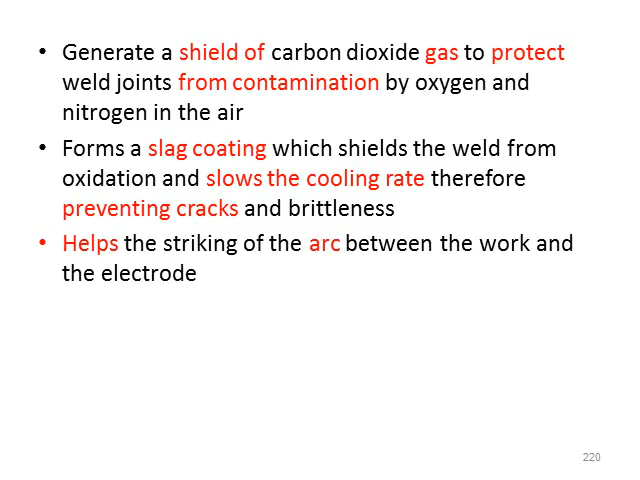 • Generate a shield of carbon dioxide gas to protect
weld joints from contamination by oxygen and
nitrogen in the air
• Forms a slag coating which shields the weld from
oxidation and slows the cooling rate therefore
preventing cracks and brittleness
• Helps the striking of the arc between the work and
the electrode
220